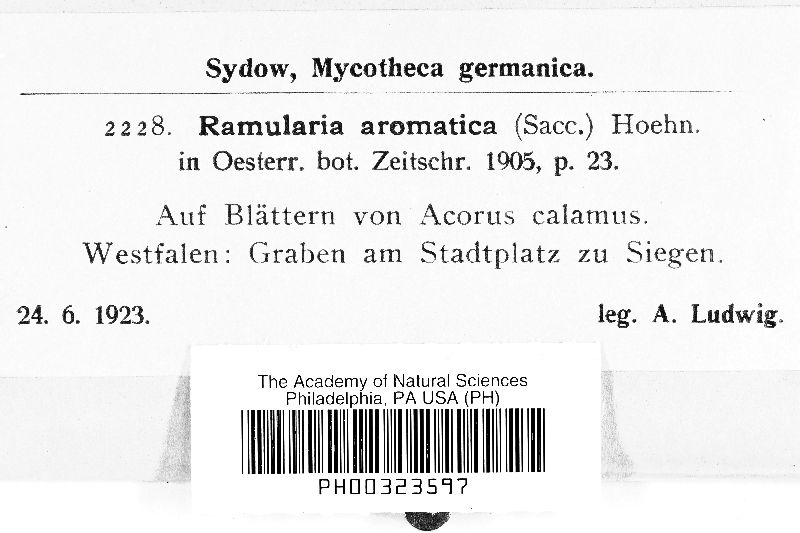 Sydow, Mycotheca germanica.
2228. Ramularia aromatica (Sacc.) Hoehn.
in Oesterr. bot. Zeitschr. 1905, p. 23.
Auf Blättern von Acorus calamus.
Westfalen: Graben am Stadtplatz zu Siegen.
24. 6. 1923. leg. A. Ludwig.
The Academy of Natural Sciences
Philadelphia, PA USA (PH)
PH00323597